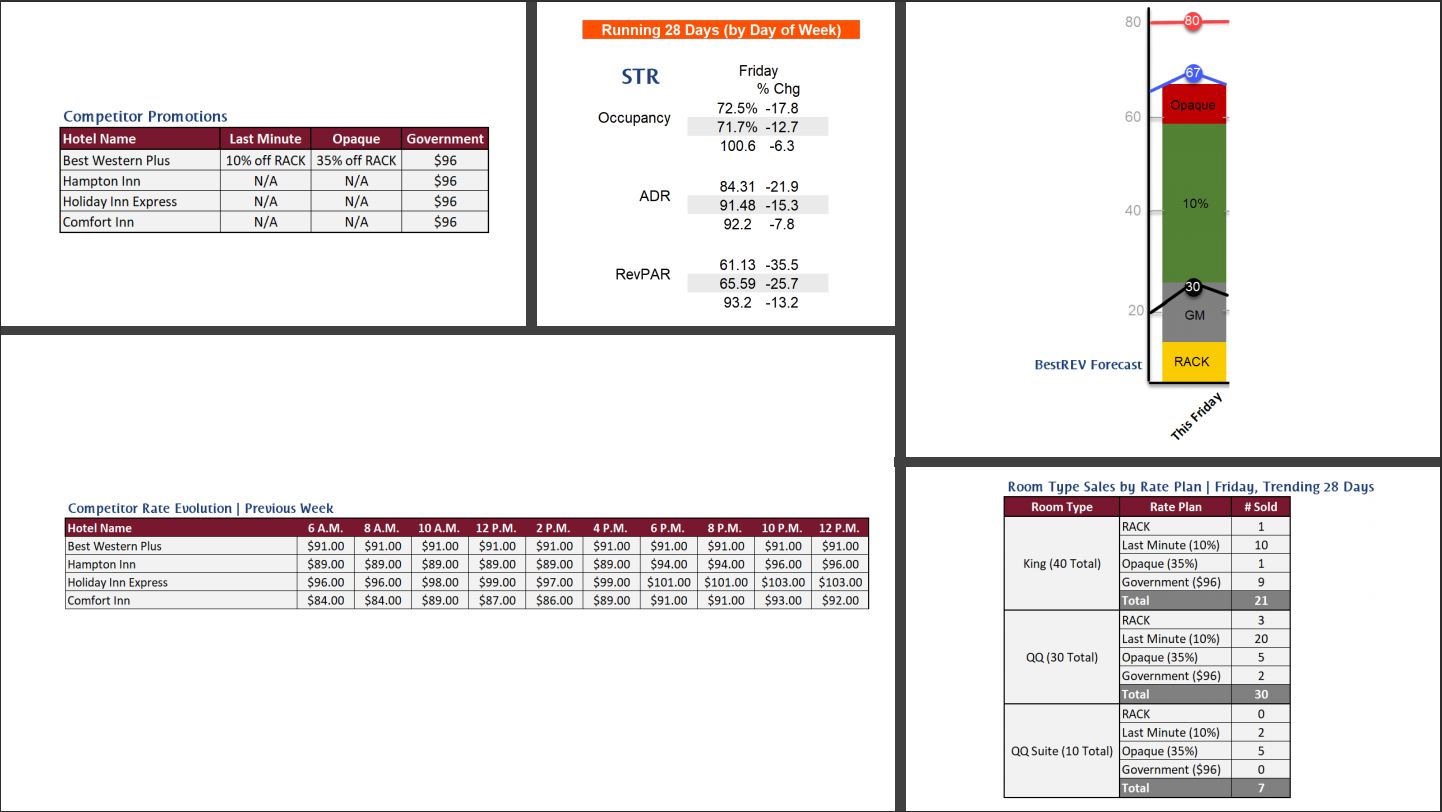 Competitor Promotions
Hotel Name Last Minute Opaque Government
Best Western Plus 10% off RACK 35% off RACK $96
Hampton Inn N/A N/A $96
Holiday Inn Express N/A N/A $96
Comfort Inn N/A N/A $96
Running 28 Days (by Day of Week)
STR Friday
% Chg
Occupancy
72.5% -17.8
71.7% -12.7
100.6 -6.3
ADR
84.31 -21.9
91.48 -15.3
92.2 -7.8
RevPAR
61.13 -35.5
65.59 -25.7
93.2 -13.2
80 80
67
Opaque
60
10%
40
30
20
GM
RACK
BestREV Forecast
This Friday
Competitor Rate Evolution | Previous Week
Hotel Name 6 A.M. 8 A.M. 10 A.M. 12 P.M. 2 P.M. 4 P.M. 6 P.M. 8 P.M. 10 P.M. 12 P.M.
Best Western Plus $91.00 $91.00 $91.00 $91.00 $91.00 $91.00 $91.00 $91.00 $91.00 $91.00
Hampton Inn $89.00 $89.00 $89.00 $89.00 $89.00 $89.00 $94.00 $94.00 $96.00 $96.00
Holiday Inn Express $96.00 $96.00 $98.00 $99.00 $97.00 $99.00 $101.00 $101.00 $103.00 $103.00
Comfort Inn $84.00 $84.00 $89.00 $87.00 $86.00 $89.00 $91.00 $91.00 $93.00 $92.00
Room Type Sales by Rate Plan | Friday, Trending 28 Days
Room Type Rate Plan # Sold
King (40 Total)
RACK 1
Last Minute (10%) 10
Opaque (35%) 1
Government ($96) 9
Total 21
QQ (30 Total)
RACK 3
Last Minute (10%) 20
Opaque (35%) 5
Government ($96) 2
Total 30
QQ Suite (10 Total)
RACK 0
Last Minute (10%) 2
Opaque (35%) 5
Government ($96) 0
Total 7